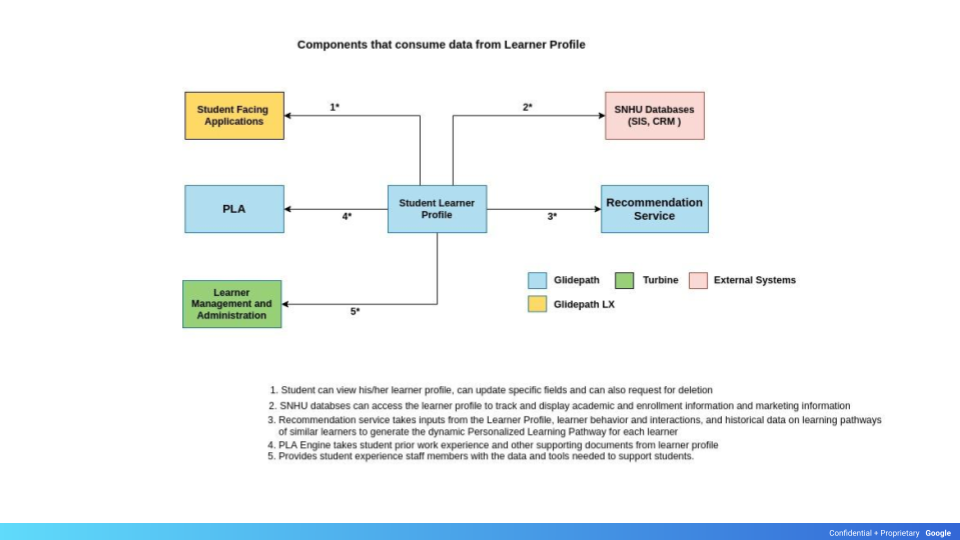 Components that consume data from Learner Profile
Student Facing
Applications
1*
2*
SNHU Databases
(SIS, CRM )
PLA
4*
Student Learner
Profile
3*
Recommendation
Service
Learner
Management and
Administration
5*
Glidepath
Turbine
External Systems
Glidepath LX
1. Student can view his/her learner profile, can update specific fields and can also request for deletion
2. SNHU databses can access the learner profile to track and display academic and enrollment information and marketing information
3. Recommendation service takes inputs from the Learner Profile, learner behavior and interactions, and historical data on learning pathways
of similar learners to generate the dynamic Personalized Learning Pathway for each learner
4. PLA Engine takes student prior work experience and other supporting documents from learner profile
5. Provides student experience staff members with the data and tools needed to support students.
Confidential + Proprietary Google